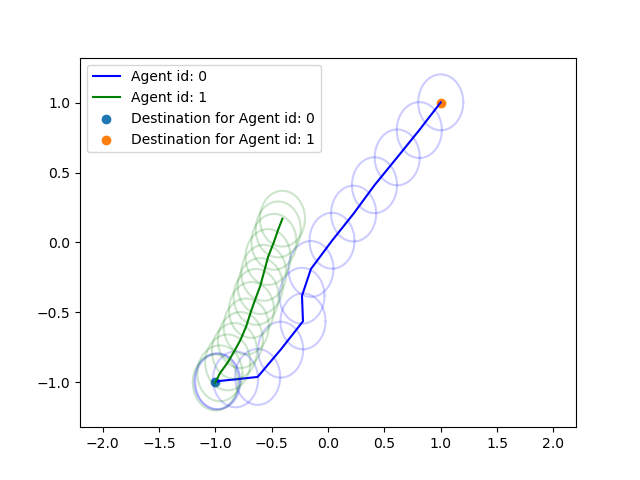 Agent id: 0
Agent id: 1
Destination for Agent id: 0
Destination for Agent id: 1
1.0
0.5
0.0
−0.5
−1.0
−2.0 −1.5 −1.0 −0.5 0.0 0.5 1.0 1.5 2.0